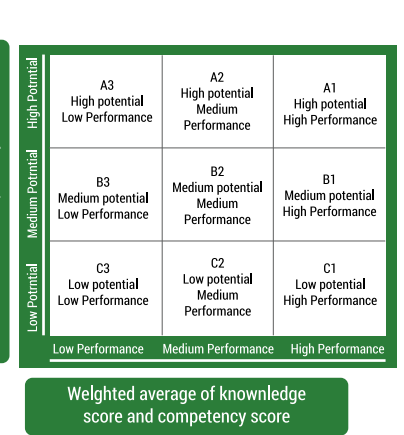 High Potrntial
A3
High potential
Low Performance
A2
High potential
Medium
Performance
A1
High potential
High Performance
Medium Potrntial
B3
Medium potential
Low Performance
B2
Medium potential
Medium
Performance
B1
Medium potential
High Performance
Low Potrntial
C3
Low potential
Low Performance
C2
Low potential
Medium
Performance
C1
Low potential
High Performance
Low Performance
Medium Performance
High Performance
Welghted average of knownledge
score and competency score